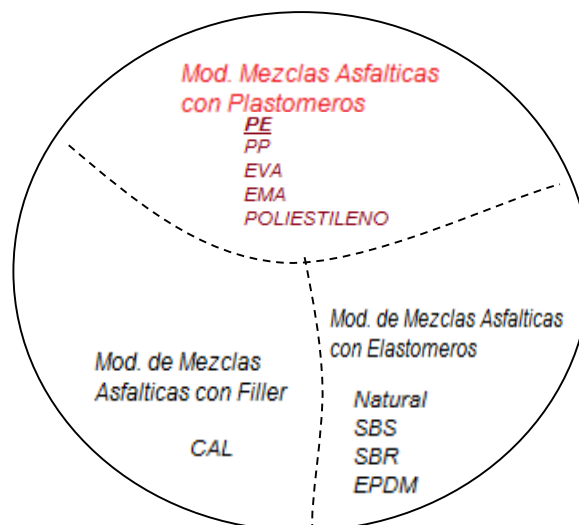 Mod. Mezclas Asfalticas
con Plastomeros
PE
PP
EVA
EMA
POLIESTILENO
Mod. de Mezclas
Asfalticas con Filler
CAL
Mod. de Mezclas Asfalticas
con Elastomeros
Natural
SBS
SBR
EPDM